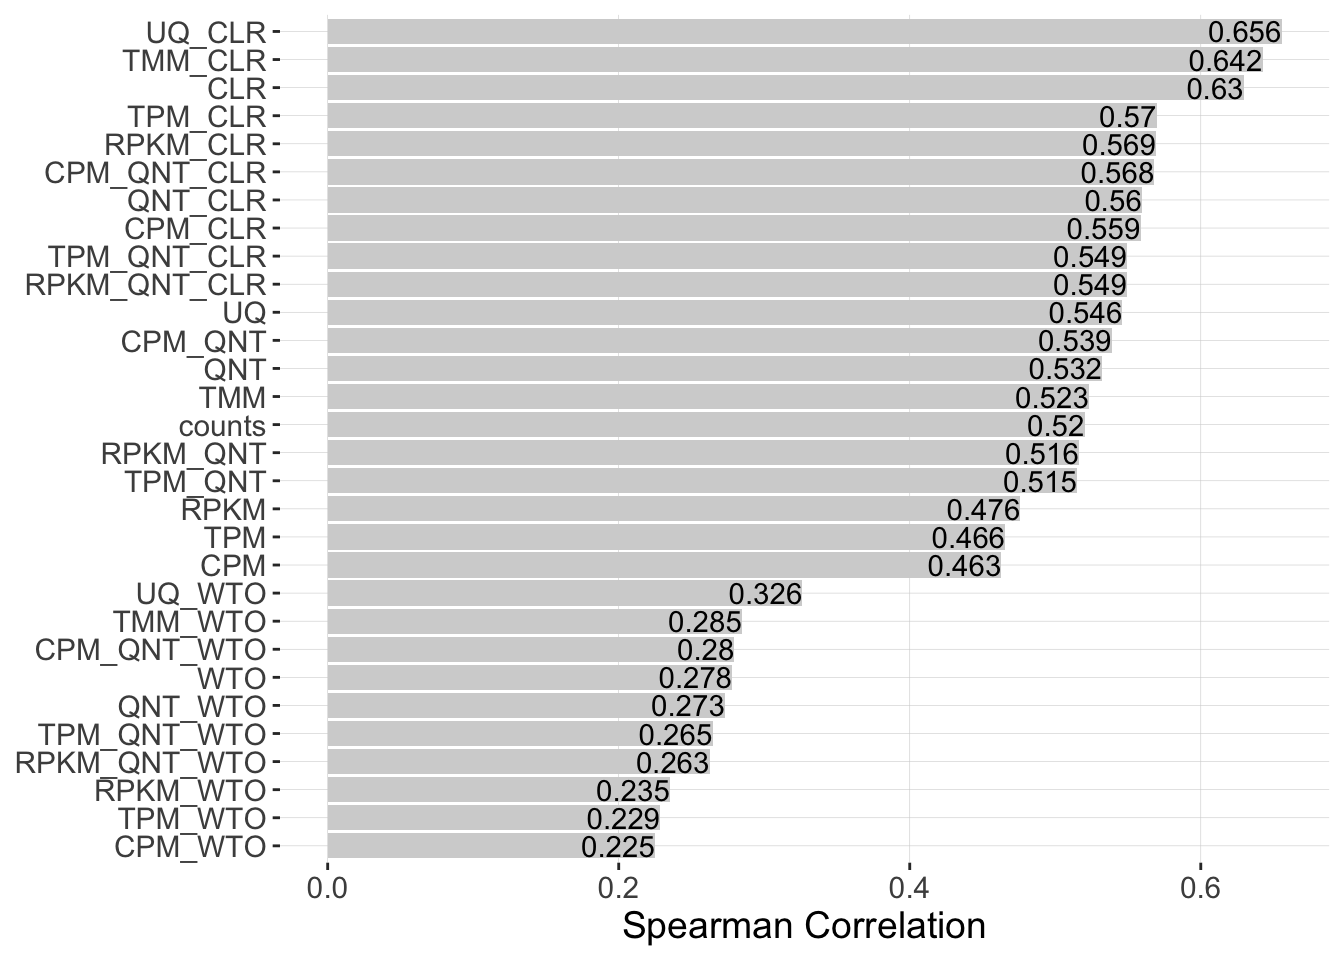 UQ_CLR 0.656
TMM_CLR 0.642
CLR 0.63
TPM_CLR 0.57
RPKM_CLR 0.569
CPM_QNT_CLR 0.568
QNT_CLR 0.56
CPM_CLR 0.559
TPM_QNT_CLR 0.549
RPKM_QNT_CLR 0.549
UQ 0.546
CPM_QNT 0.539
QNT 0.532
TMM 0.523
counts 0.52
RPKM_QNT 0.516
TPM_QNT 0.515
RPKM 0.476
TPM 0.466
CPM 0.463
UQ_WTO 0.326
TMM_WTO 0.285
CPM_QNT_WTO 0.28
WTO 0.278
QNT_WTO 0.273
TPM_QNT_WTO 0.265
RPKM_QNT_WTO 0.263
RPKM_WTO 0.235
TPM_WTO 0.229
CPM_WTO 0.225
0.0 0.2 0.4 0.6
Spearman Correlation